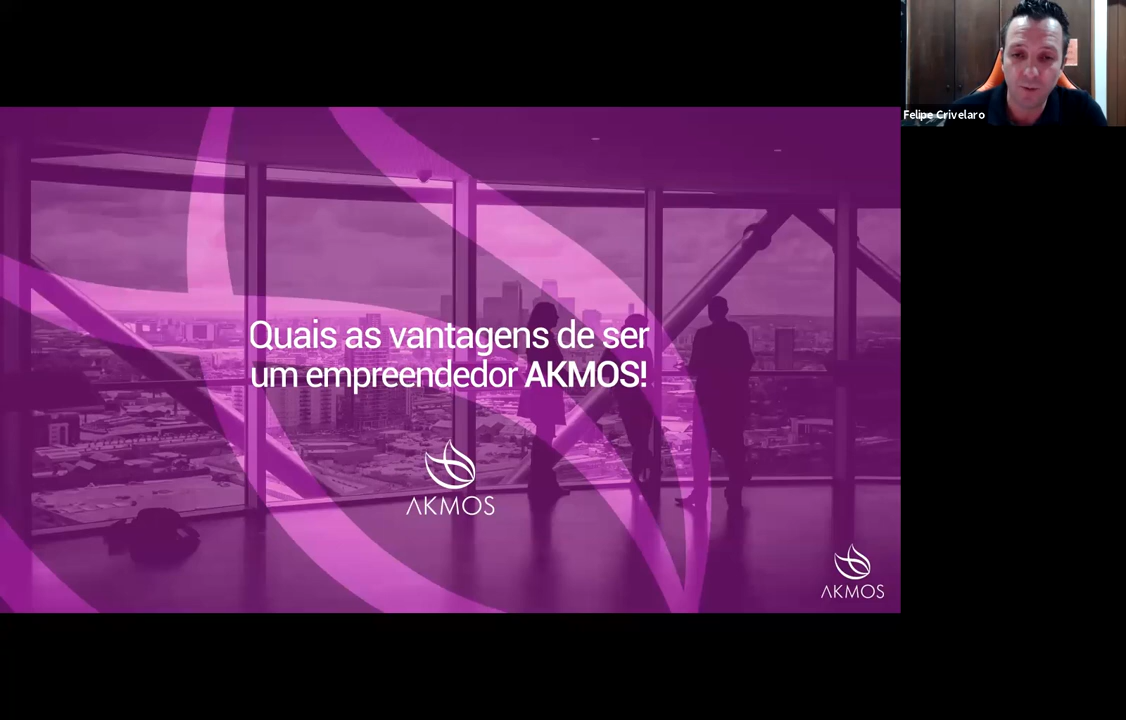 Felipe Crivelaro
Quais as vantagens de ser
um empreendedor AKMOS!
AKMOS
AKMOS